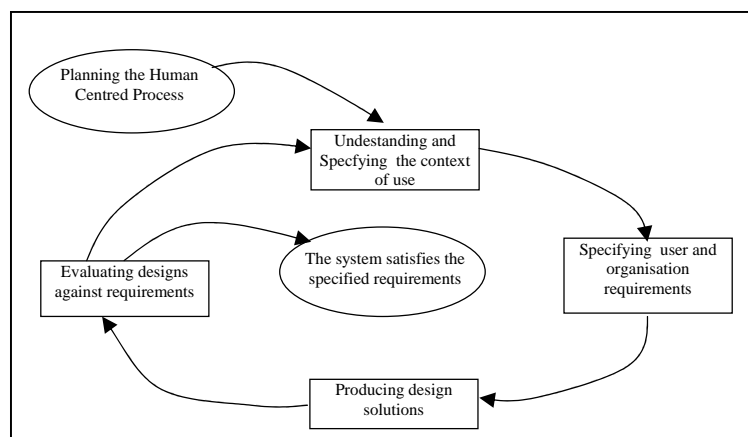 Planning the Human
Centred Process
Undestanding and
Specfying the context
of use
Specifying user and
organisation
requirements
The system satisfies the
specified requirements
Evaluating designs
against requirements
Producing design
solutions